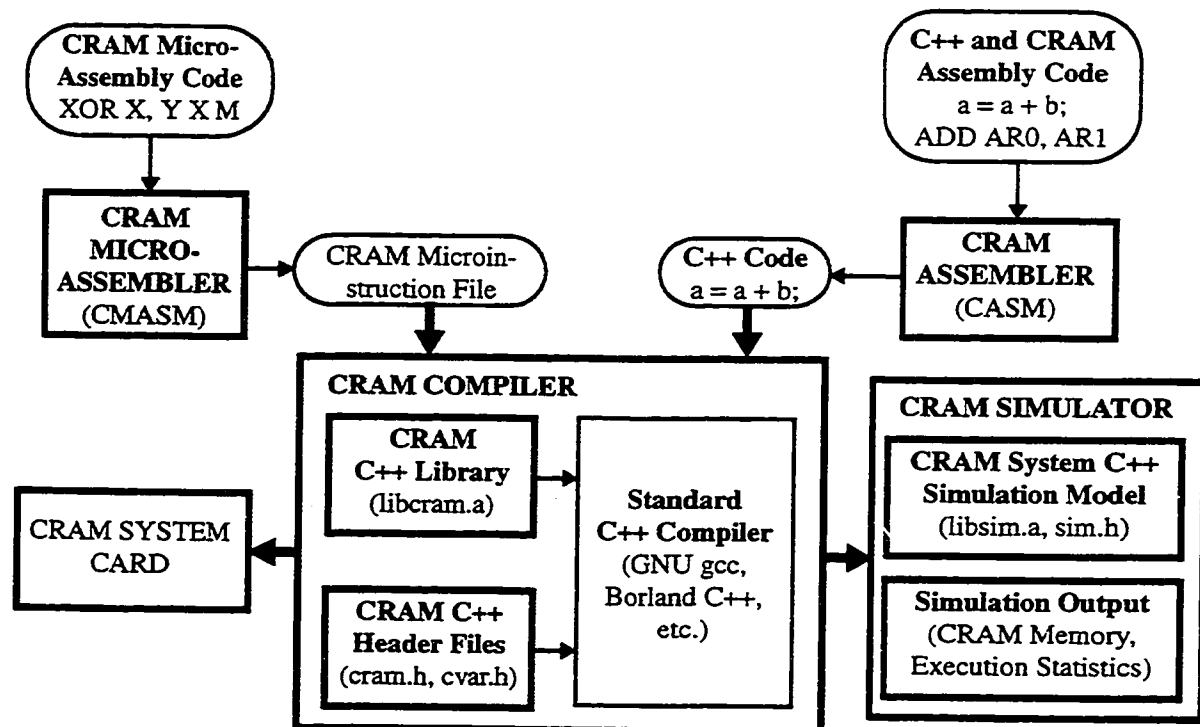 CRAM Micro-
Assembly Code
XOR X, Y X M
C++ and CRAM
Assembly Code
a = a + b;
ADD AR0, AR1
CRAM
MICRO-
ASSEMBLER
(CMASM)
CRAM Microin-
struction File
C++ Code
a = a + b;
CRAM
ASSEMBLER
(CASM)
CRAM COMPILER
CRAM
C++ Library
(libcram.a)
CRAM C++
Header Files
(cram.h, cvar.h)
Standard
C++ Compiler
(GNU gcc,
Borland C++,
etc.)
CRAM SYSTEM
CARD
CRAM SIMULATOR
CRAM System C++
Simulation Model
(libsim.a, sim.h)
Simulation Output
(CRAM Memory,
Execution Statistics)